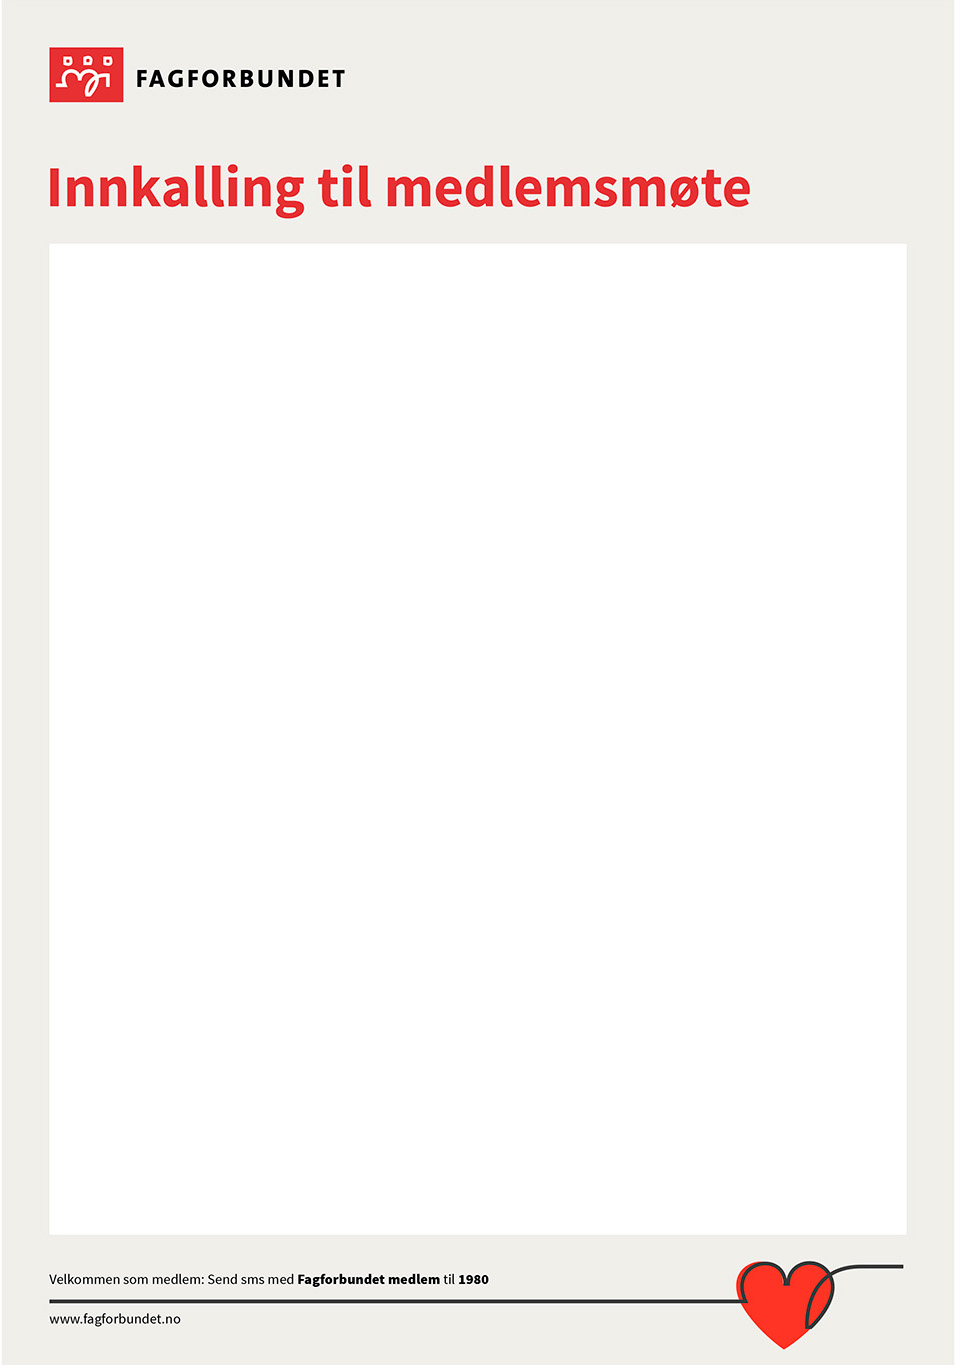 FAGFORBUNDET
Innkalling til medlemsmøte
Velkommen som medlem: Send sms med Fagforbundet medlem til 1980
www.fagforbundet.no